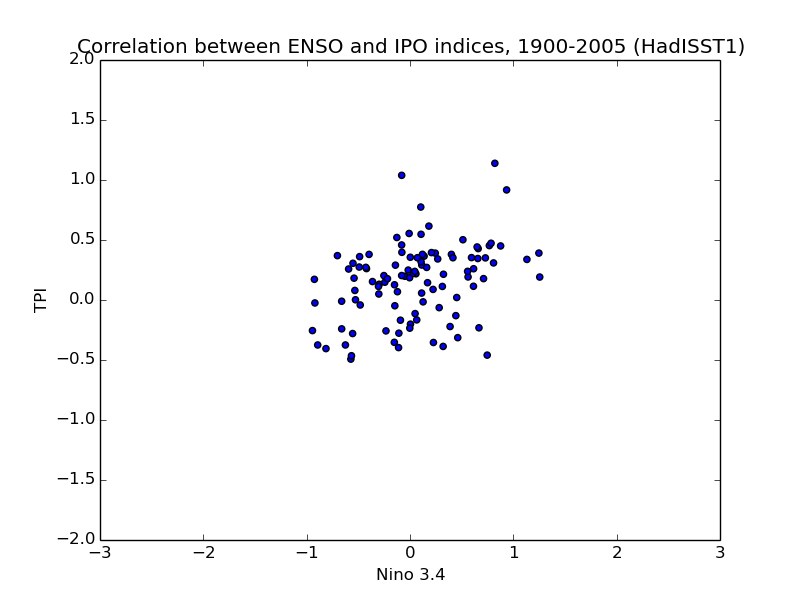 Correlation between ENSO and IPO indices, 1900-2005 (HadISST1)
2.0
1.5
1.0
0.5
0.0
−0.5
−1.0
−1.5
−2.0
TPI
−3 −2 −1 0 1 2 3
Nino 3.4